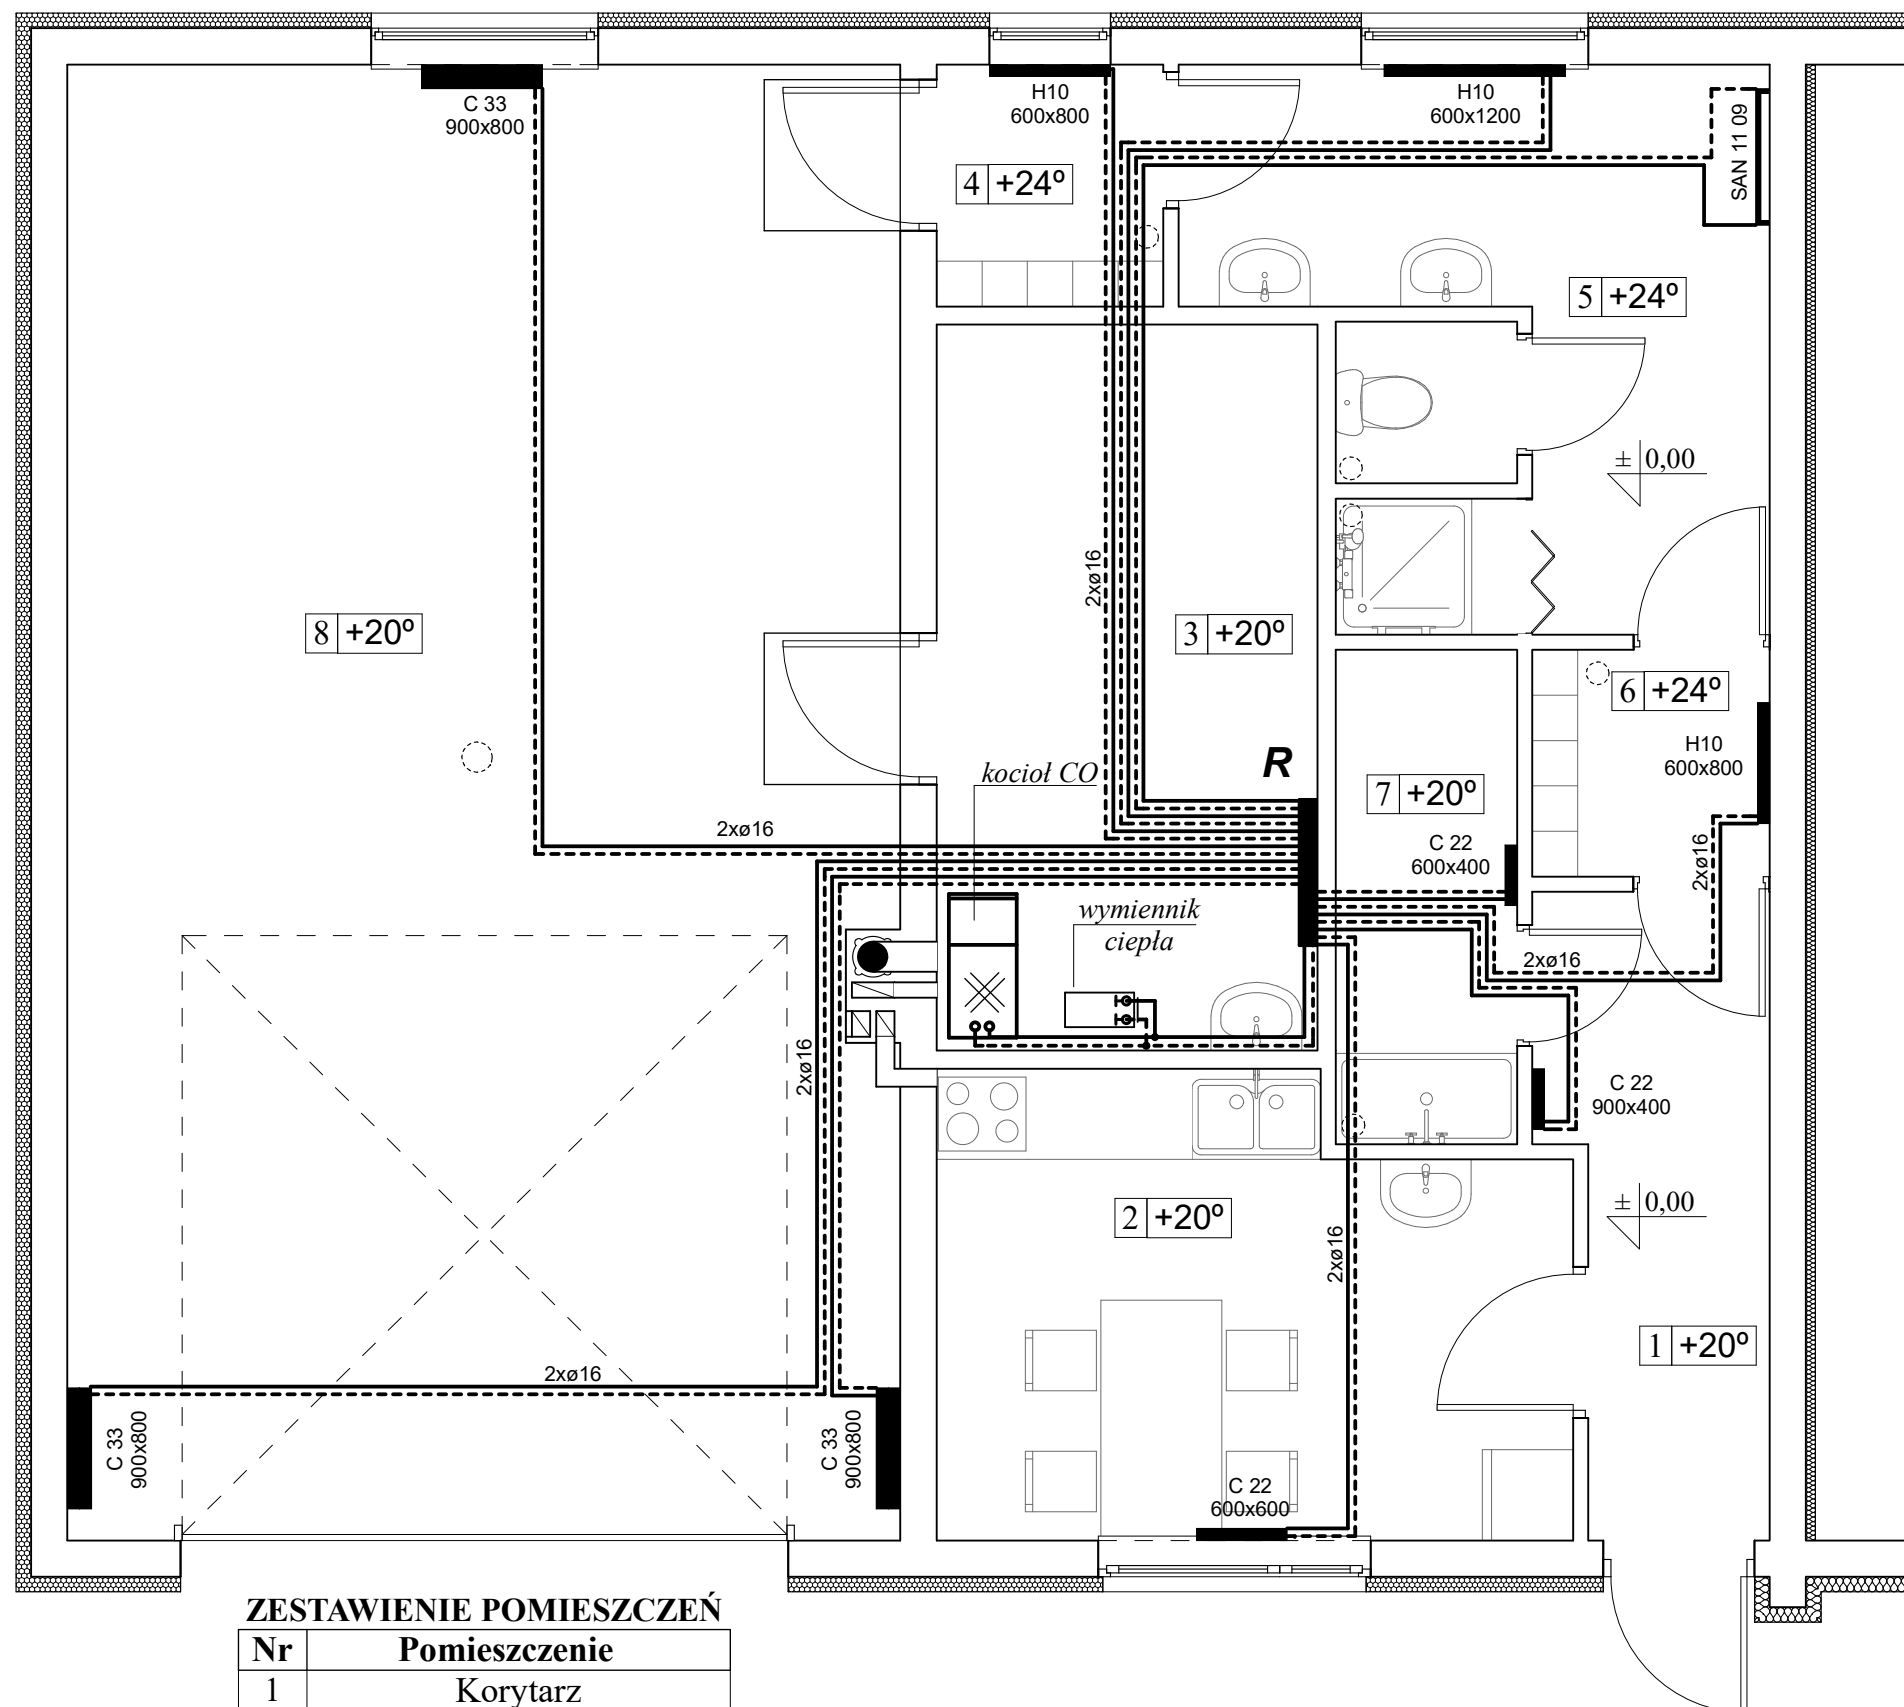 C 33
900x800
H10
600x800
H10
600x1200
SAN 11 09
4 +24º
5 +24º
± 0,00
2xø16
8 +20º
3 +20º
6 +24º
H10
600x800
R
kocioł CO
7 +20º
2xø16
C 22
600x400
2xø16
wymiennik
ciepła
2xø16
2xø16
C 22
900x400
2 +20º
± 0,00
2xø16
1 +20º
2xø16
C 33
900x800
C 33
900x800
C 22
600x600
ZESTAWIENIE POMIESZCZEŃ
Nr Pomieszczenie
1 Korytarz